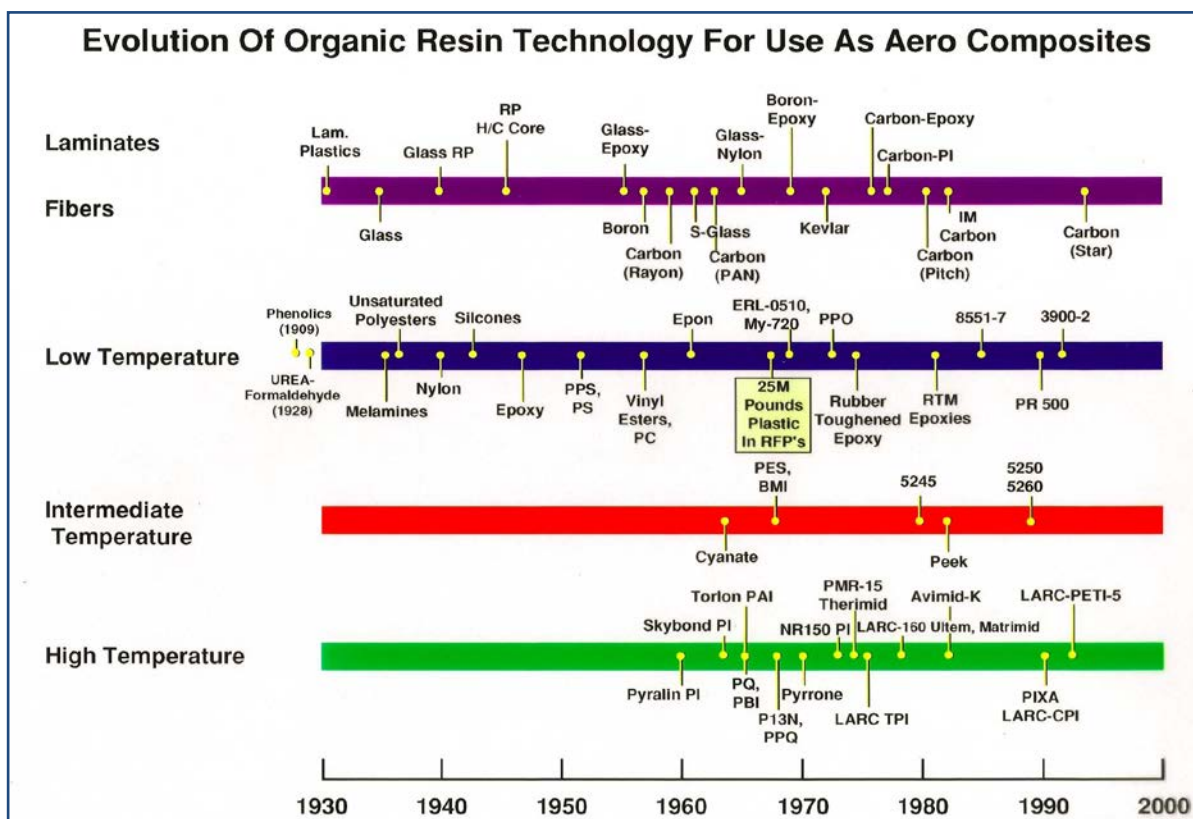 Evolution Of Organic Resin Technology For Use As Aero Composites
Laminates
Fibers
Lam.
Plastics
Glass RP
RP
H/C Core
Glass-
Epoxy
Glass-
Nylon
Boron-
Epoxy
Carbon-Epoxy
Carbon-PI
Glass
Boron
Carbon
(Rayon)
S-Glass
Carbon
(PAN)
Kevlar
Carbon
(Pitch)
IM
Carbon
Carbon
(Star)
Low Temperature
Phenolics
(1909)
Unsaturated
Polyesters
Silcones
Epon
ERL-0510,
My-720
PPO
8551-7
3900-2
UREA-
Formaldehyde
(1928)
Melamines
Nylon
Epoxy
PPS,
PS
Vinyl
Esters,
PC
25M
Pounds
Plastic
In RFP's
Rubber
Toughened
Epoxy
RTM
Epoxies
PR 500
Intermediate
Temperature
PES,
BMI
5245
5250
5260
Cyanate
Peek
High Temperature
Skybond PI
Torlon PAI
NR150 PI
PMR-15
Therimid
LARC-160 Ultem, Matrimid
Avimid-K
LARC-PETI-5
Pyralin PI
PQ,
PBI
P13N,
PPQ
Pyrrone
LARC TPI
PIXA
LARC-CPI
1930 1940 1950 1960 1970 1980 1990 2000